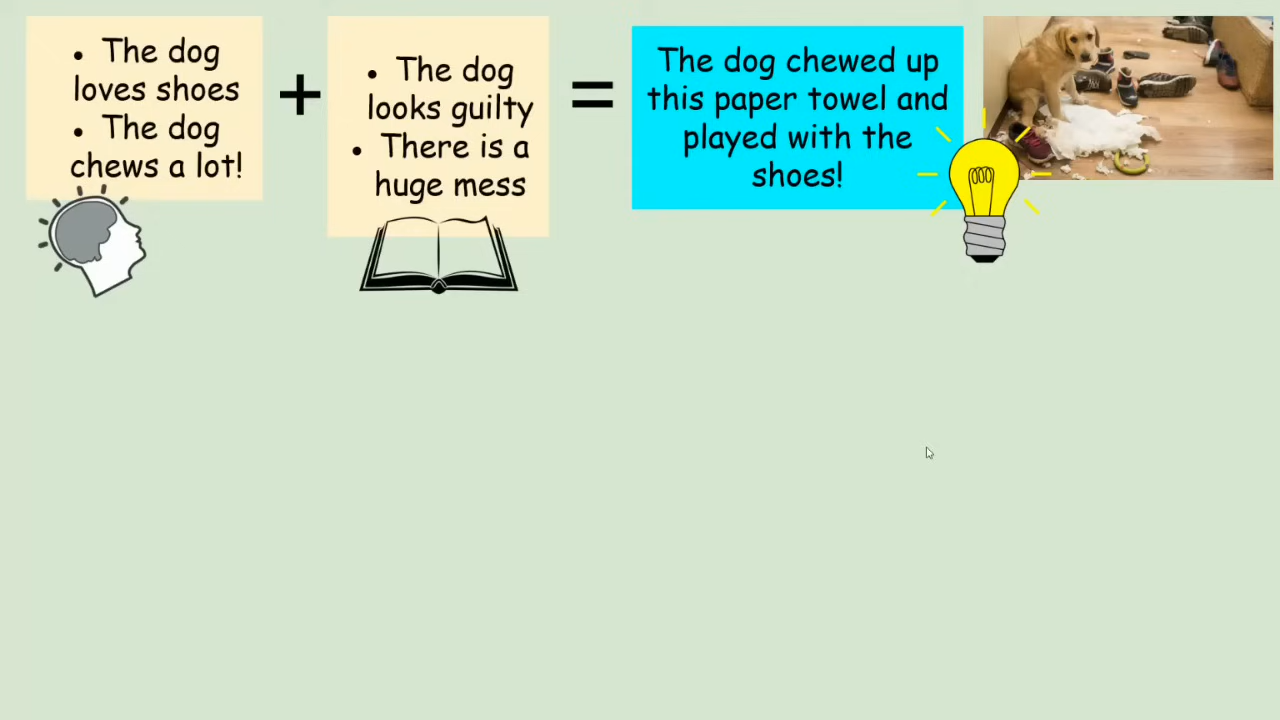 • The dog
loves shoes
• The dog
chews a lot!
+
• The dog
looks guilty
• There is a
huge mess
=
The dog chewed up
this paper towel and
played with the
shoes!